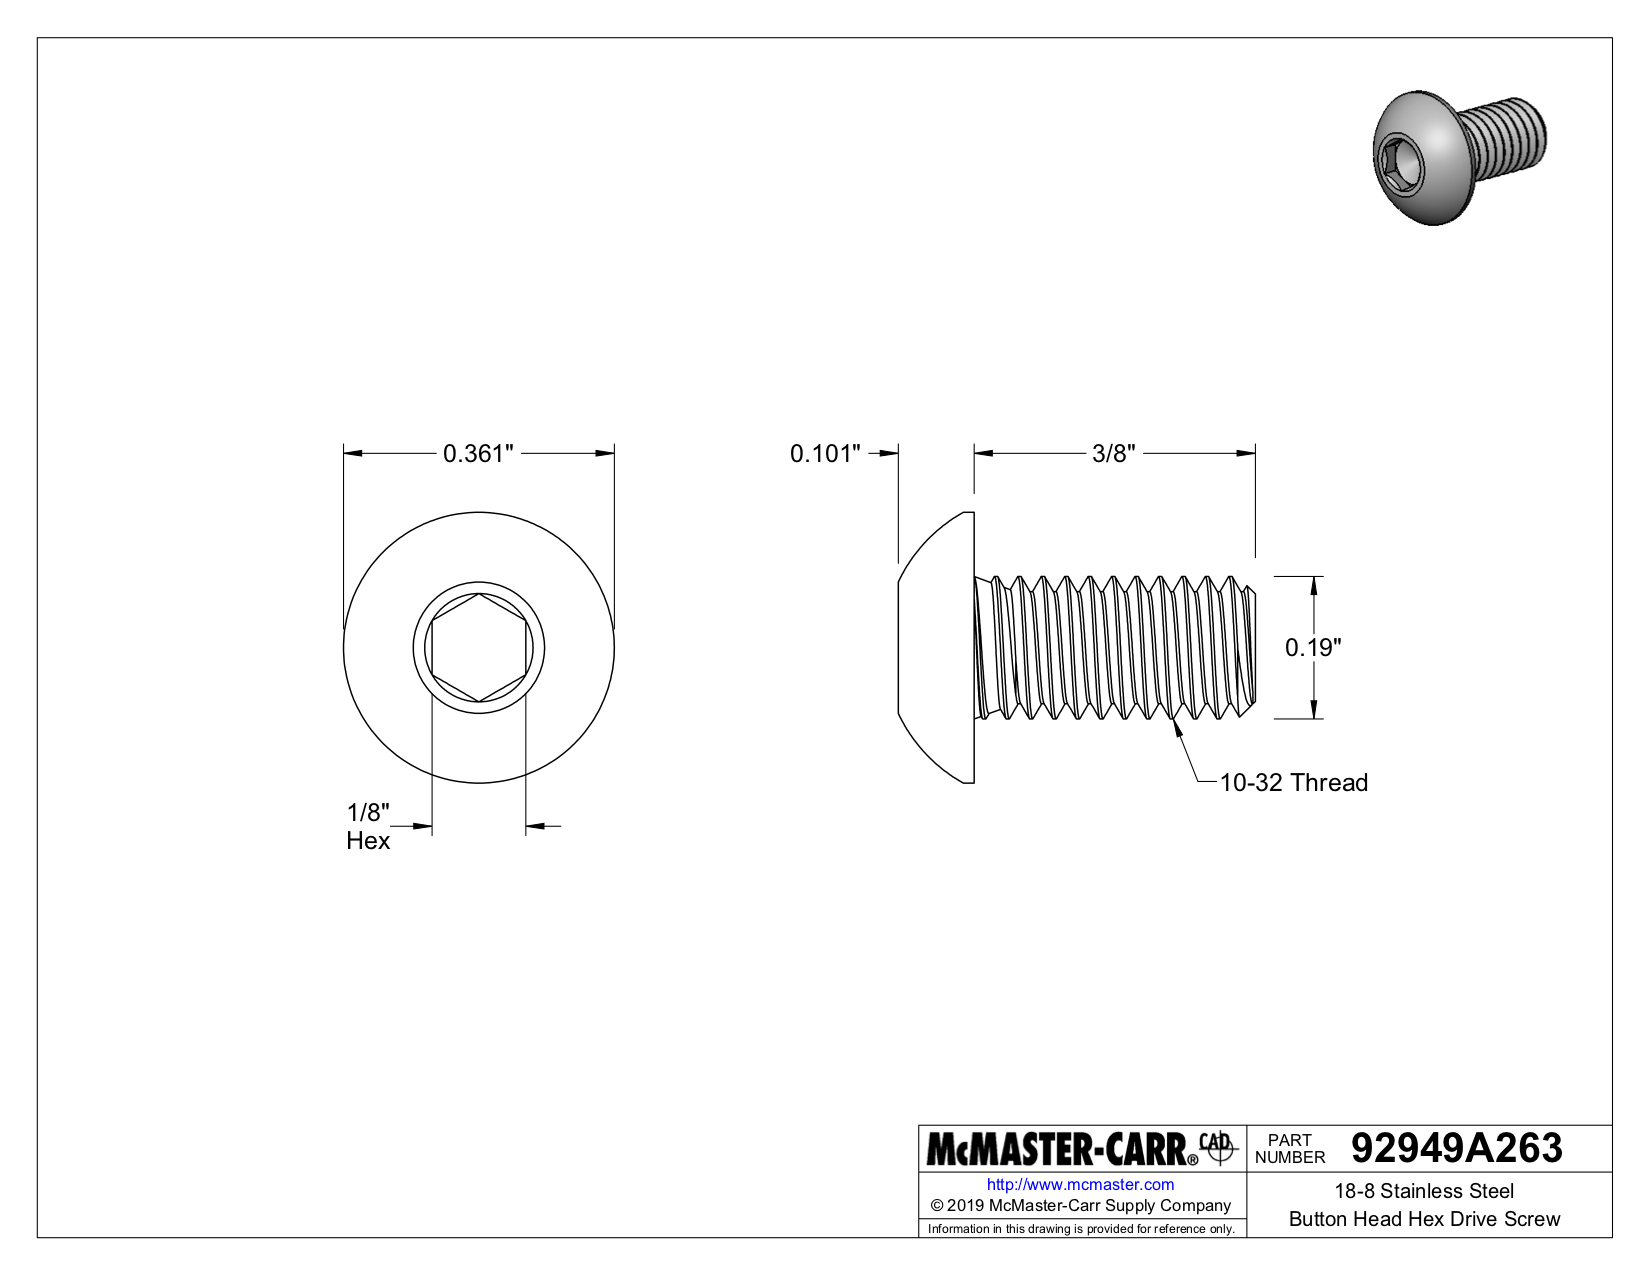 0.361"
0.101"
3/8"
0.19"
10-32 Thread
1/8"
Hex
McMASTER-CARR® CAD
PART
NUMBER
92949A263
http://www.mcmaster.com
© 2019 McMaster-Carr Supply Company
Information in this drawing is provided for reference only.
18-8 Stainless Steel
Button Head Hex Drive Screw